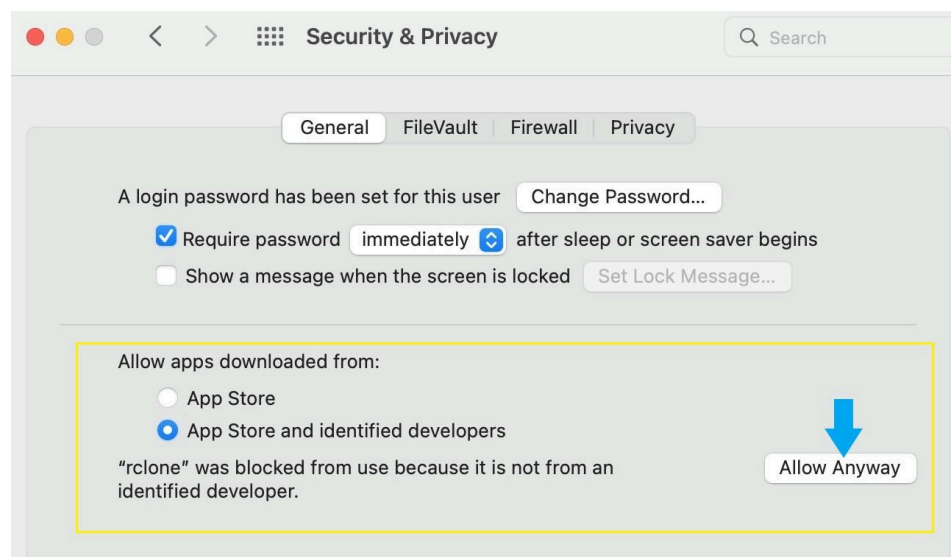 Security & Privacy
Search
General FileVault Firewall Privacy
A login password has been set for this user Change Password...
Require password immediately after sleep or screen saver begins
Show a message when the screen is locked Set Lock Message...
Allow apps downloaded from:
App Store
App Store and identified developers
“rclone” was blocked from use because it is not from an
identified developer.
Allow Anyway